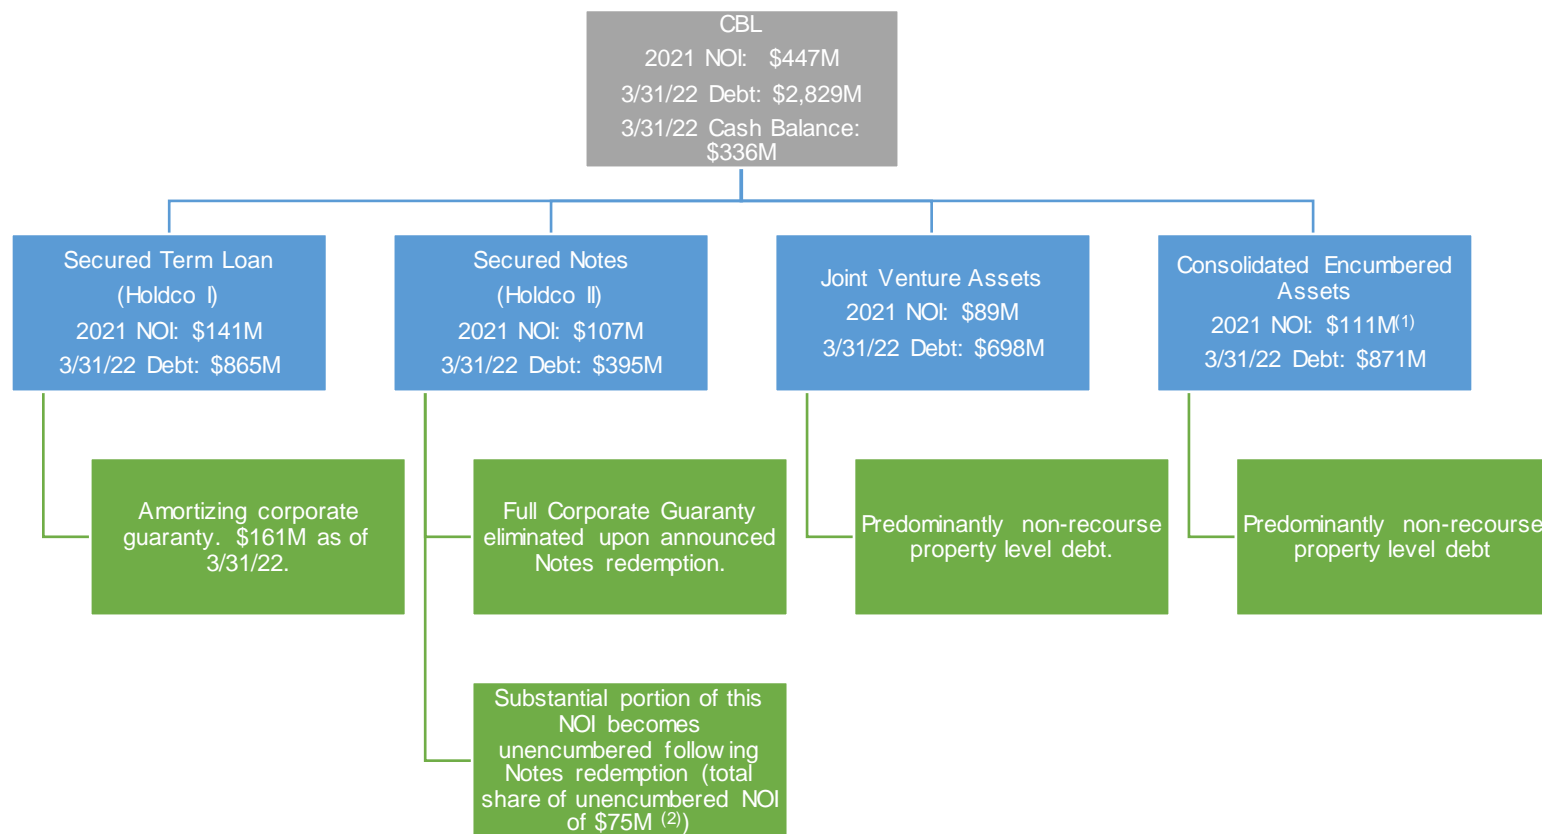 CBL
2021 NOI: $447M
3/31/22 Debt: $2,829M
3/31/22 Cash Balance:
$336M
Secured Term Loan
(Holdco I)
2021 NOI: $141M
3/31/22 Debt: $865M
Secured Notes
(Holdco II)
2021 NOI: $107M
3/31/22 Debt: $395M
Joint Venture Assets
2021 NOI: $89M
3/31/22 Debt: $698M
Consolidated Encumbered
Assets
2021 NOI: $111M(1)
3/31/22 Debt: $871M
Amortizing corporate
guaranty. $161M as of
3/31/22.
Full Corporate Guaranty
eliminated upon announced
Notes redemption.
Predominantly non-recourse
property level debt.
Predominantly non-recourse
property level debt
Substantial portion of this
NOI becomes
unencumbered following
Notes redemption (total
share of unencumbered NOI
of $75M (2))